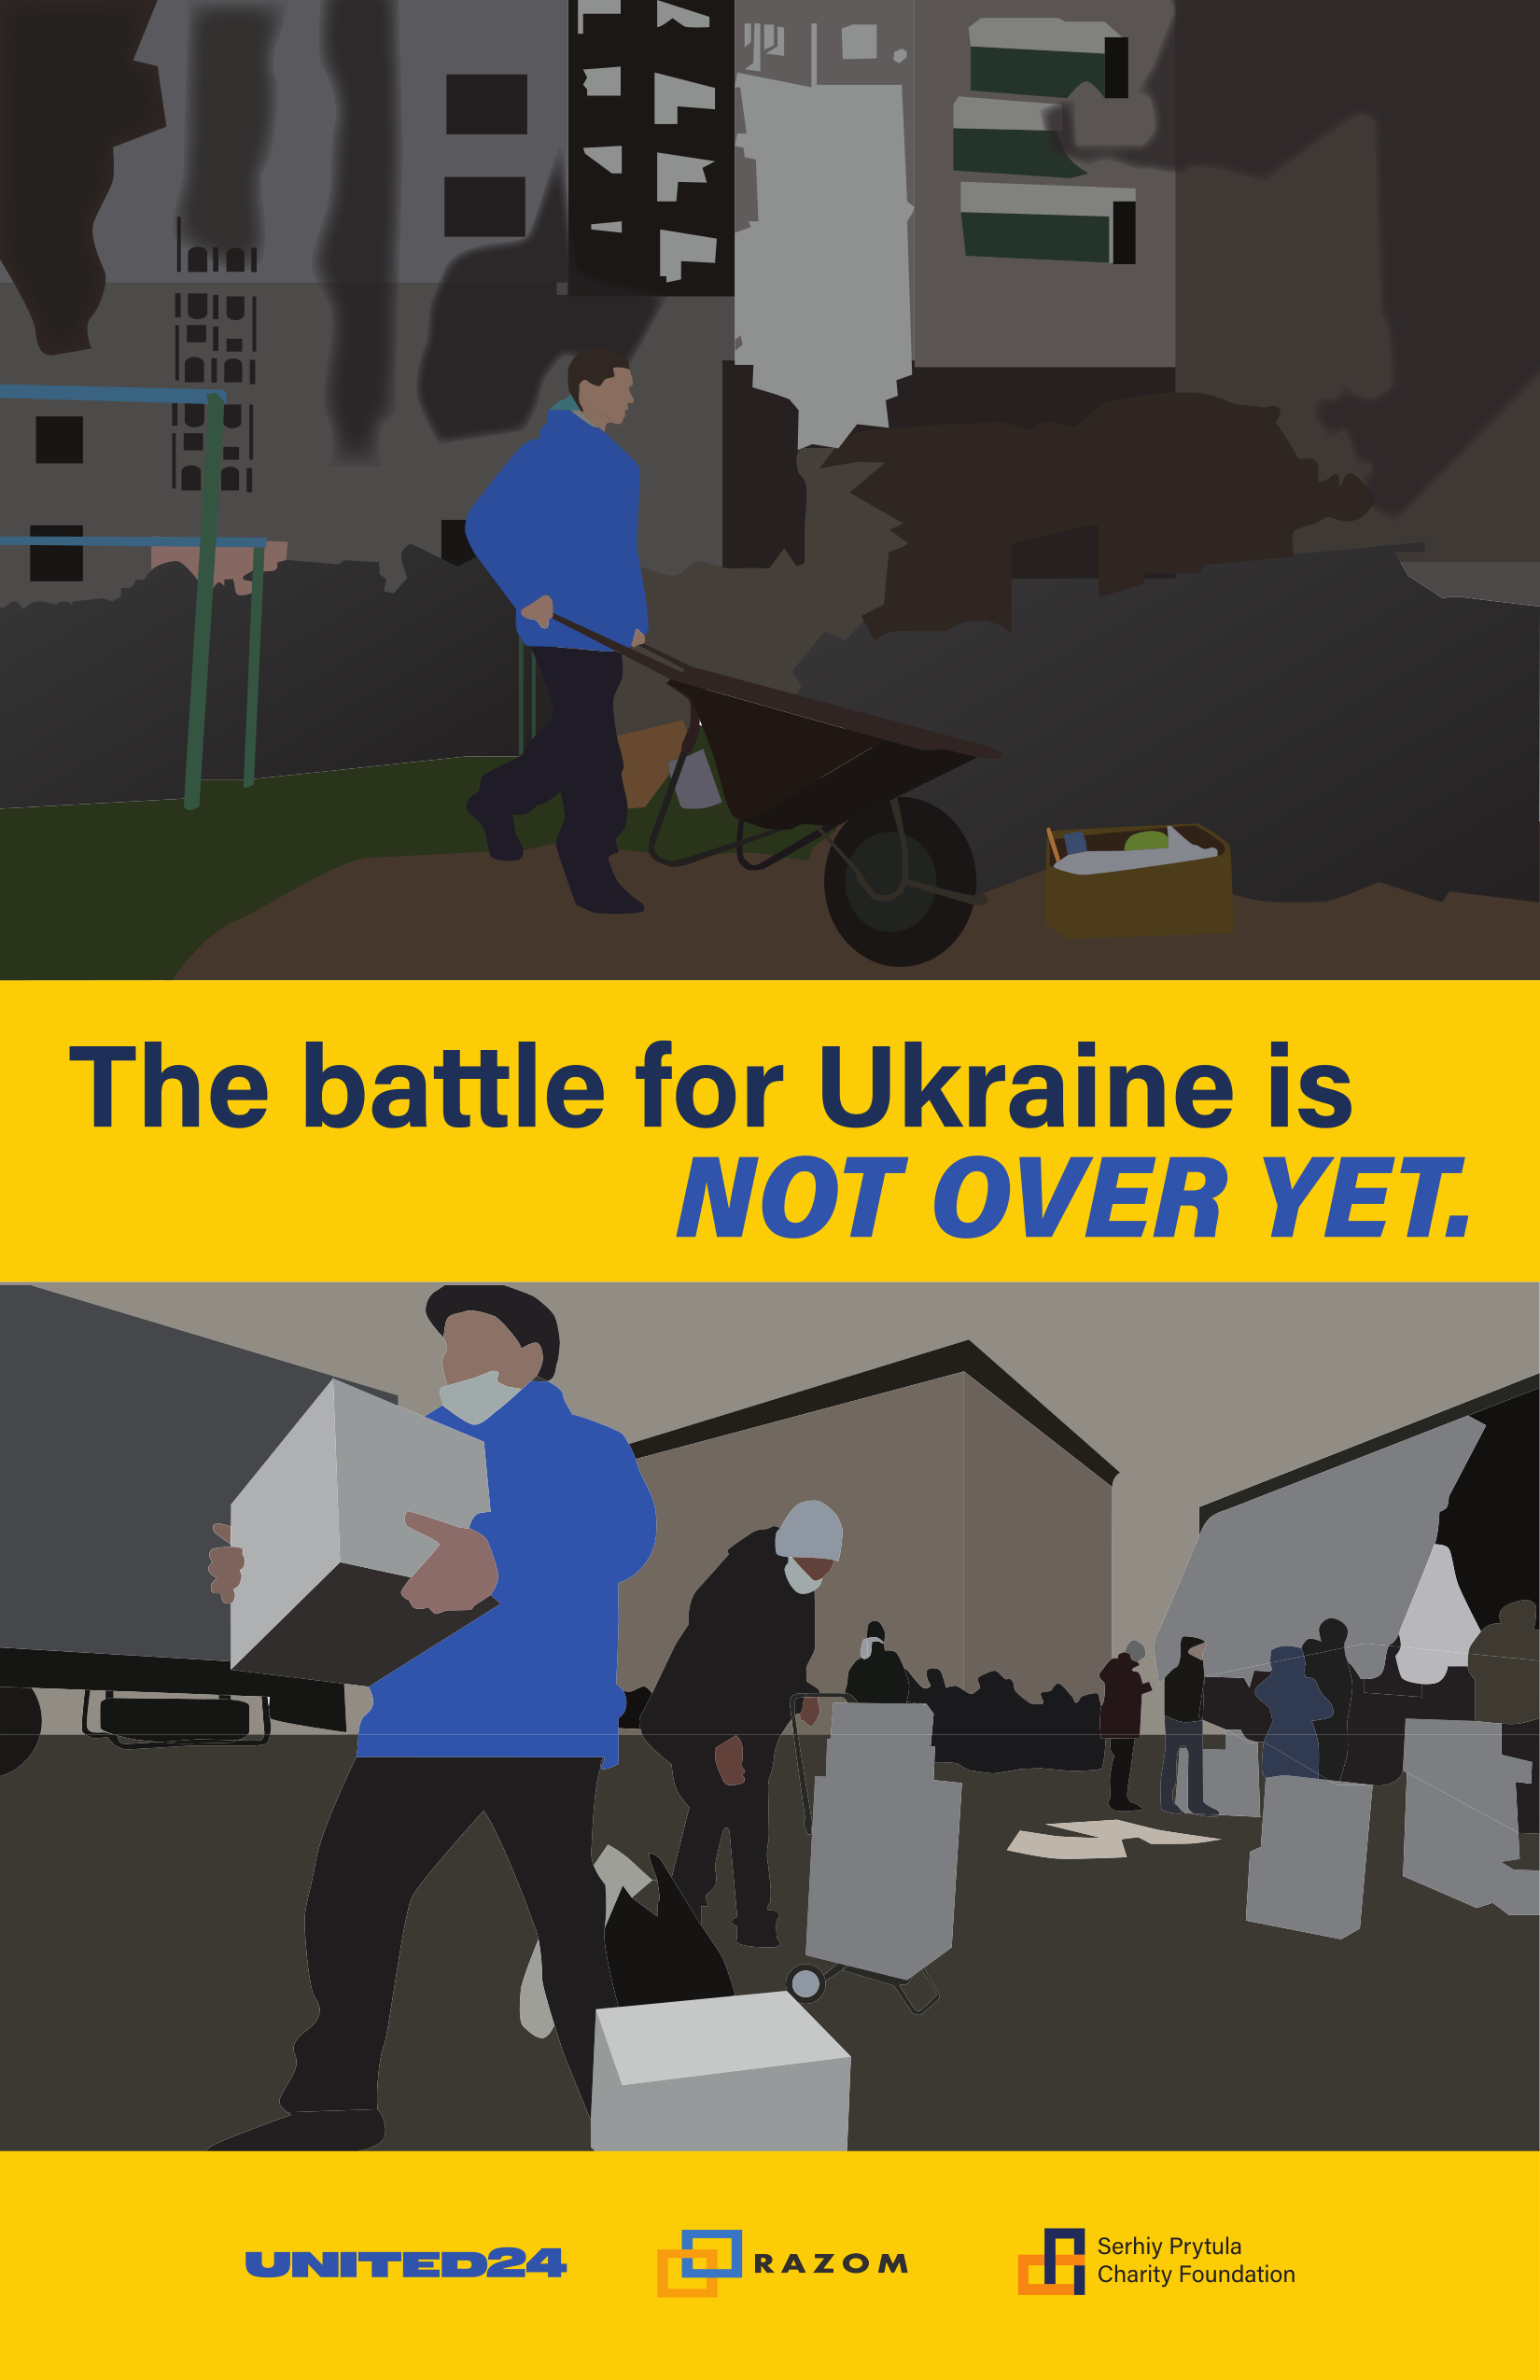 The battle for Ukraine is
NOT OVER YET.
UNITED24
RAZOM
Serhiy Prytula
Charity Foundation